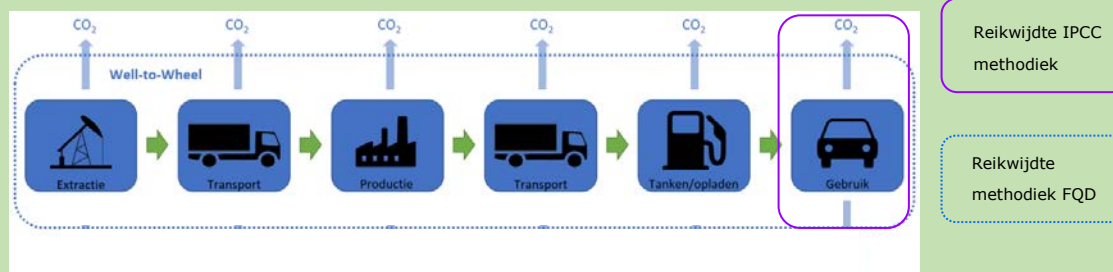 CO2 CO2 CO2 CO2 CO2 CO2
Well-to-Wheel
Extractie Transport Productie Transport Tanken/opladen Gebruik
Reikwijdte IPCC
methodiek
Reikwijdte
methodiek FQD